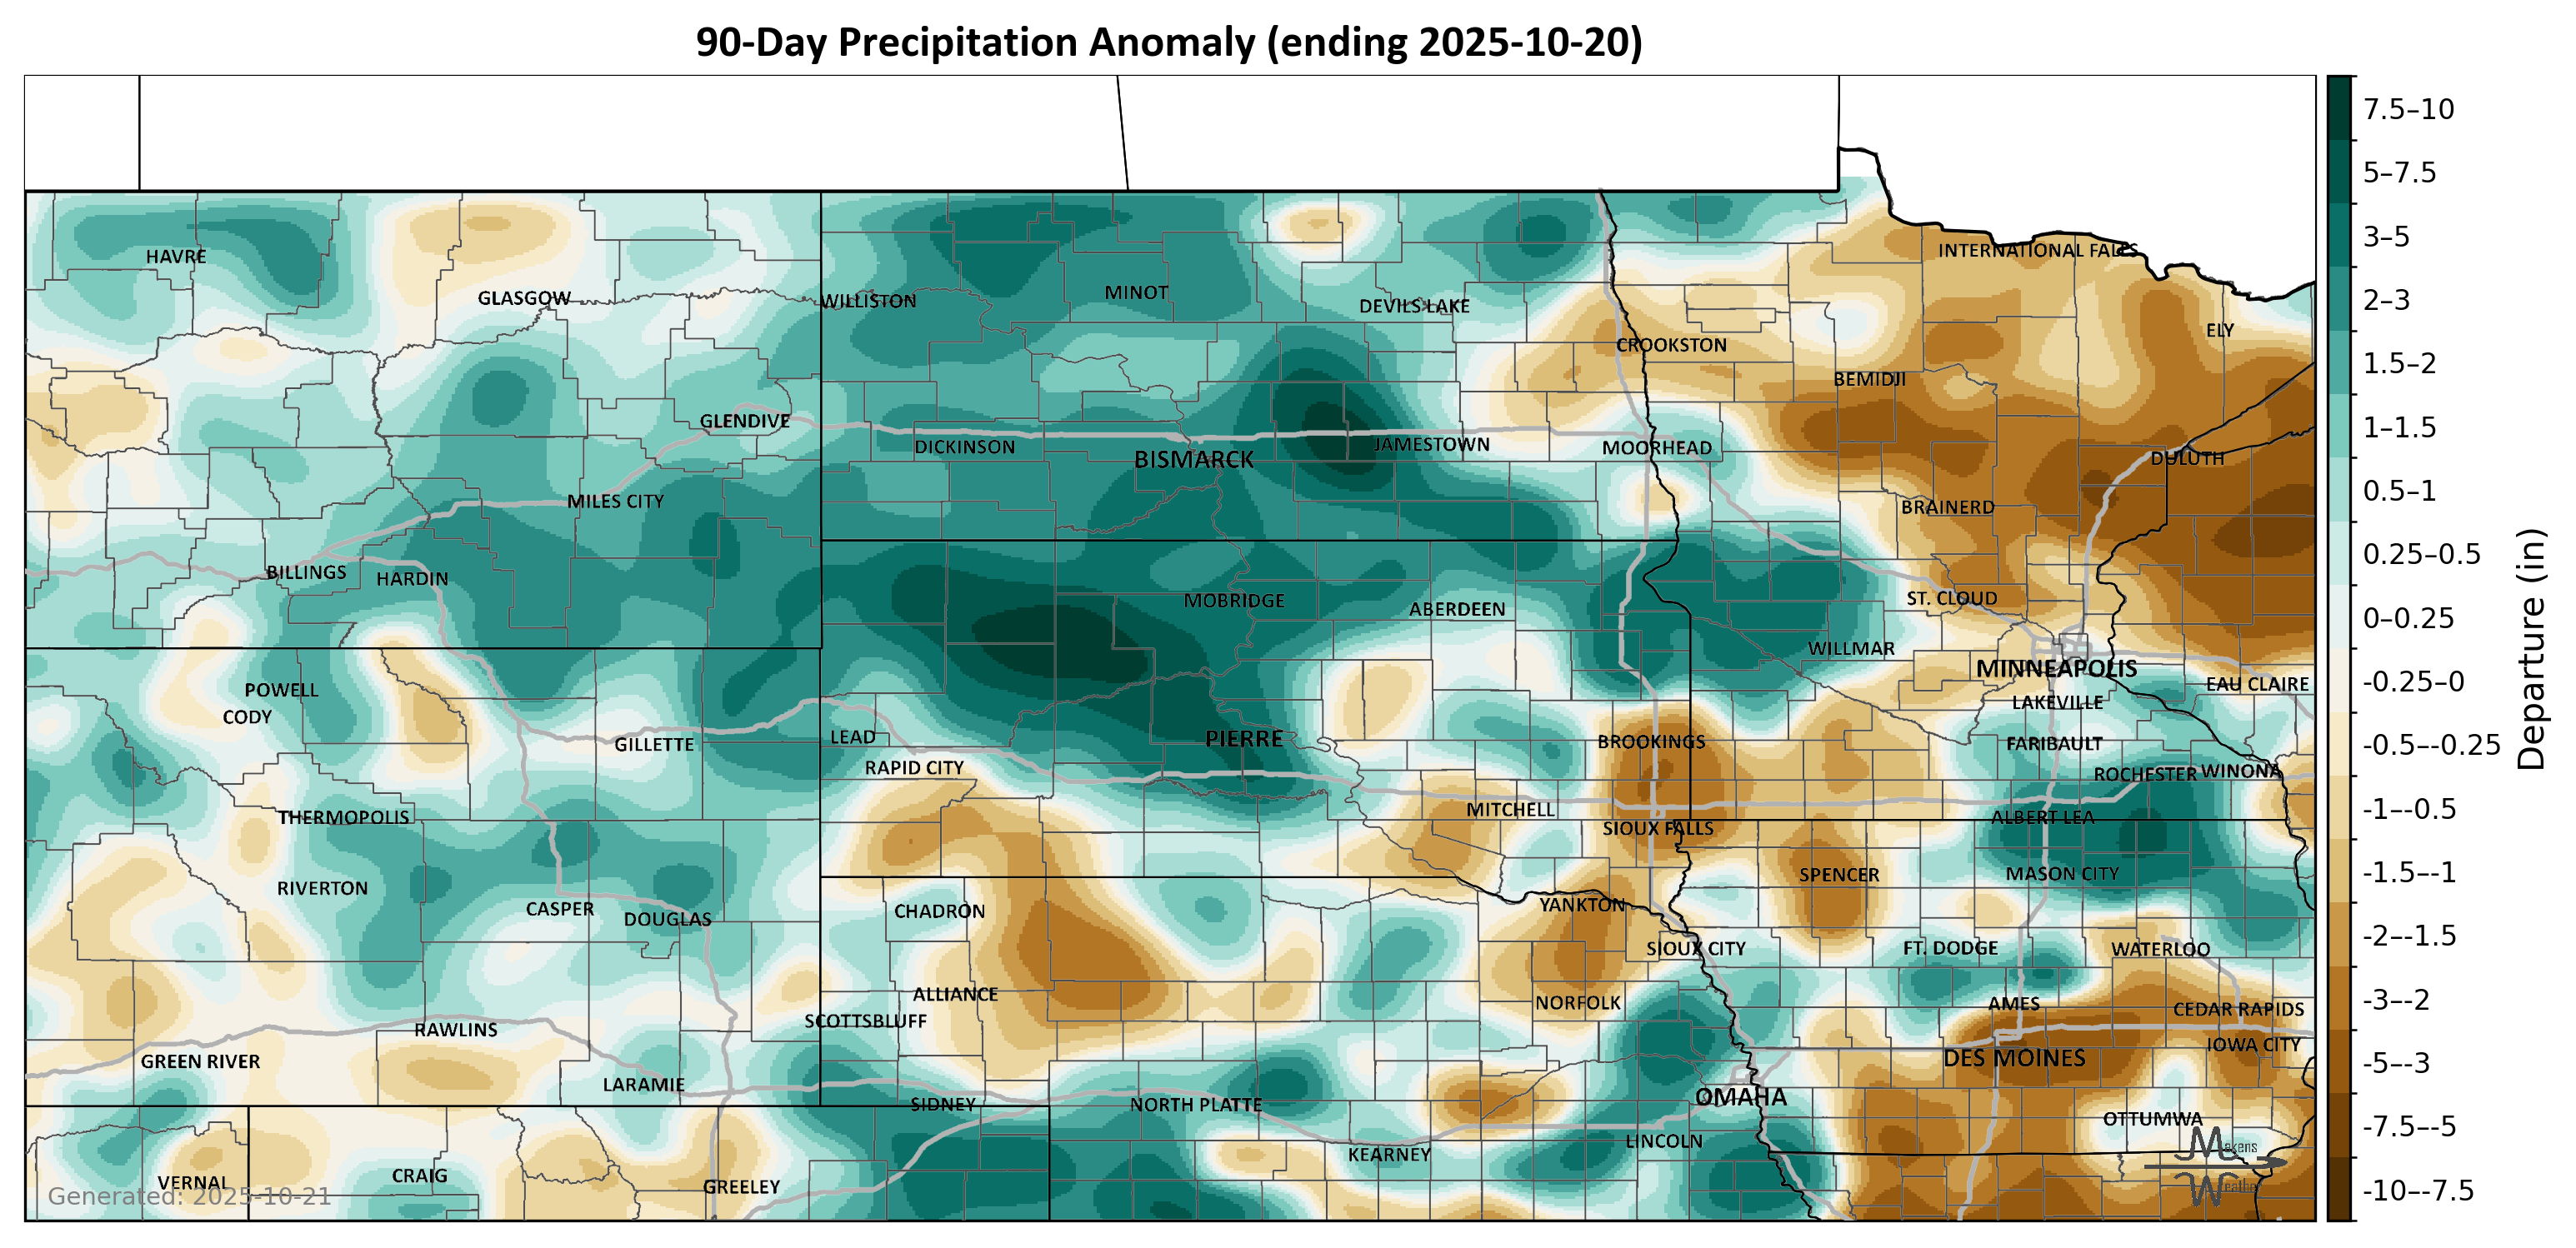 90-Day Precipitation Anomaly (ending 2025-10-20)
7.5–10
5–7.5
3–5
2–3
1.5–2
1–1.5
0.5–1
0.25–0.5
0–0.25
-0.25–0
-0.5–-0.25
-1–-0.5
-1.5–-1
-2–-1.5
-3–-2
-5–-3
-7.5–-5
-10–-7.5
Departure (in)
HAVRE
INTERNATIONAL FALLS
GLASGOW
WILLISTON
MINOT
DEVILS LAKE
ELY
CROOKSTON
BEMIDJI
GLENDIVE
DICKINSON
BISMARCK
JAMESTOWN
MOORHEAD
DULUTH
MILES CITY
BRAINERD
BILLINGS
HARDIN
MOBRIDGE
ABERDEEN
ST. CLOUD
WILLMAR
MINNEAPOLIS
POWELL
EAU CLAIRE
CODY
LAKEVILLE
GILLETTE
LEAD
PIERRE
BROOKINGS
FARIBAULT
RAPID CITY
ROCHESTER
WINONA
THERMOPOLIS
MITCHELL
ALBERT LEA
SIOUX FALLS
RIVERTON
SPENCER
MASON CITY
CASPER
DOUGLAS
CHADRON
YANKTON
SIOUX CITY
FT. DODGE
WATERLOO
ALLIANCE
NORFOLK
AMES
CEDAR RAPIDS
SCOTTSBLUFF
RAWLINS
GREEN RIVER
DES MOINES
IOWA CITY
LARAMIE
SIDNEY
NORTH PLATTE
OMAHA
OTTUMWA
LINCOLN
KEARNEY
VERNAL
CRAIG
GREELEY
Generated: 2025-10-21
Makens
Weather